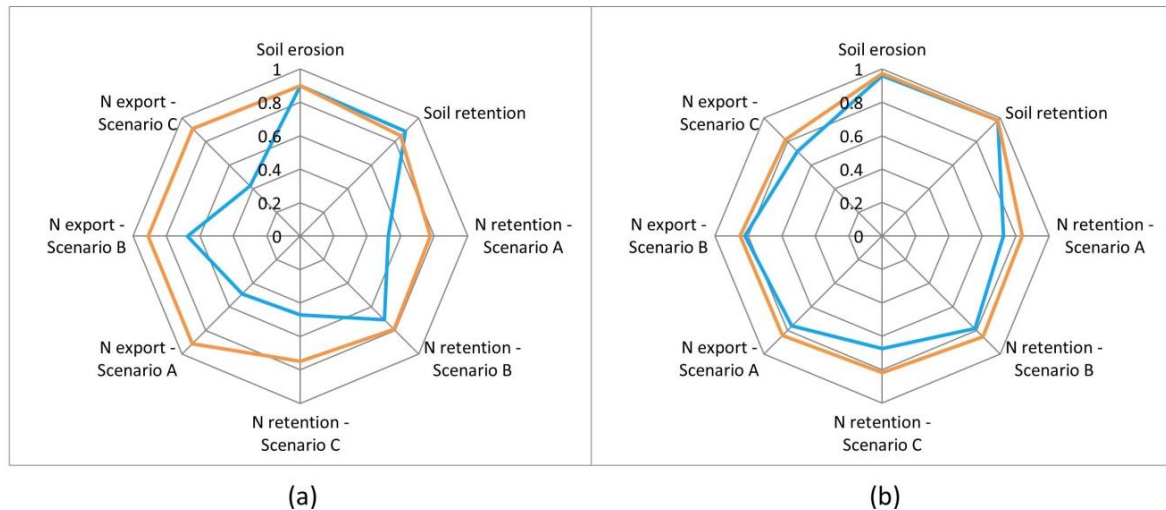 Soil erosion
1
0.8
0.6
0.4
0.2
0
Soil retention
N retention -
Scenario A
N retention -
Scenario B
N retention -
Scenario C
N export -
Scenario A
N export -
Scenario B
N export -
Scenario C
(a)
Soil erosion
1
0.8
0.6
0.4
0.2
0
Soil retention
N retention -
Scenario A
N retention -
Scenario B
N retention -
Scenario C
N export -
Scenario A
N export -
Scenario B
N export -
Scenario C
(b)